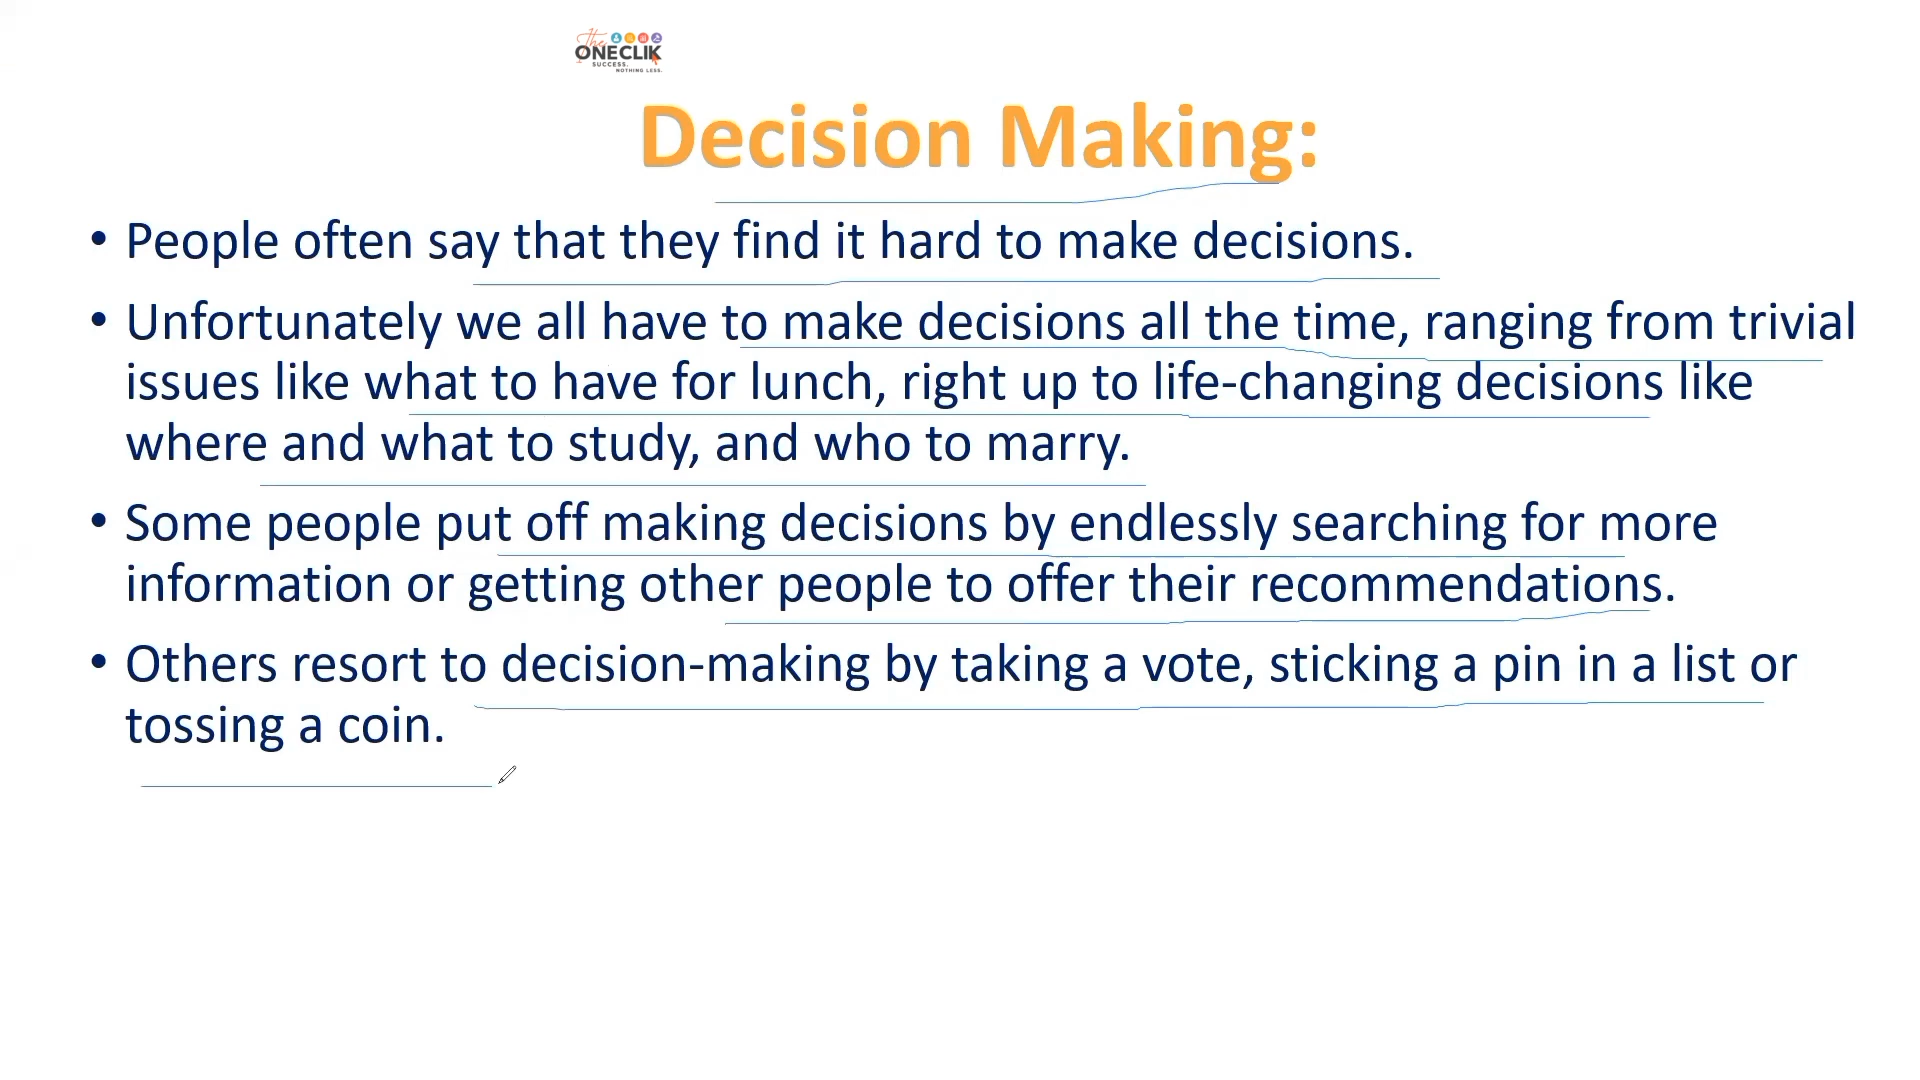 The
ONECLIK
SUCCESS.
NOTHING LESS.
Decision Making:
• People often say that they find it hard to make decisions.
• Unfortunately we all have to make decisions all the time, ranging from trivial
issues like what to have for lunch, right up to life-changing decisions like
where and what to study, and who to marry.
• Some people put off making decisions by endlessly searching for more
information or getting other people to offer their recommendations.
• Others resort to decision-making by taking a vote, sticking a pin in a list or
tossing a coin.